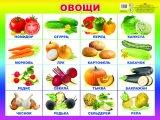 ОВОЩИ
ПОМИДОР ОГУРЕЦ ПЕРЕЦ КАПУСТА
МОРКОВЬ ЛУК КАРТОФЕЛЬ КАБАЧОК
РЕДИС СВЁКЛА ТЫКВА БАКЛАЖАН
ЧЕСНОК РЕДЬКА СЕЛЬДЕРЕЙ РЕПА